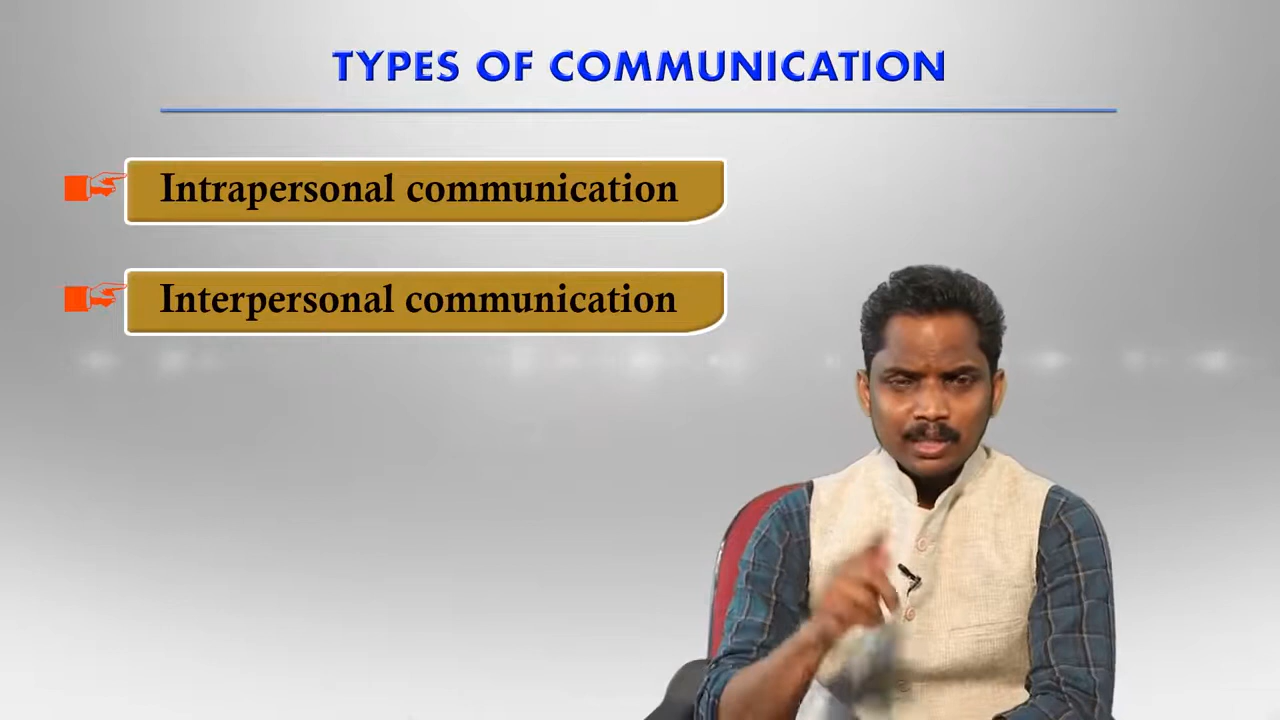 TYPES OF COMMUNICATION
Intrapersonal communication
Interpersonal communication